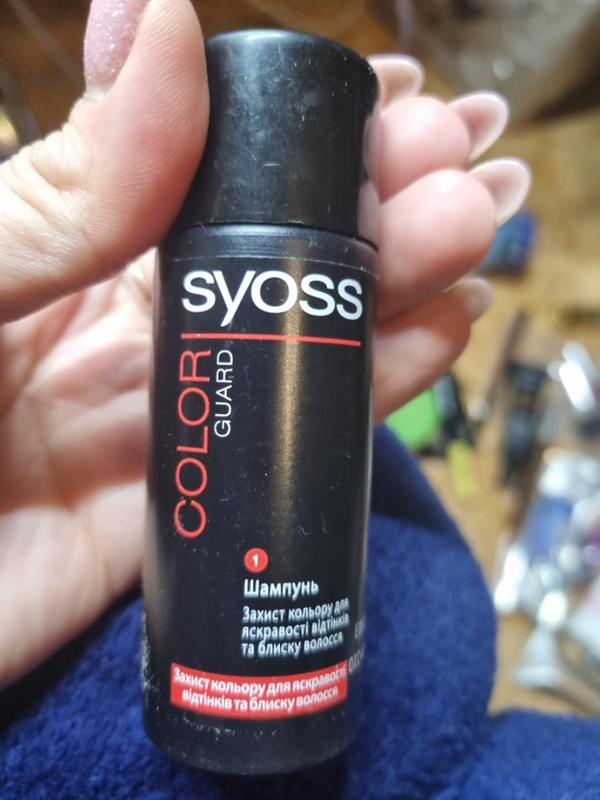 syoss
COLOR
GUARD
1
Шампунь
Захист кольору для
яскравості відтінків
та блиску волосся
Захист кольору для яскравості
відтінків та блиску волосся